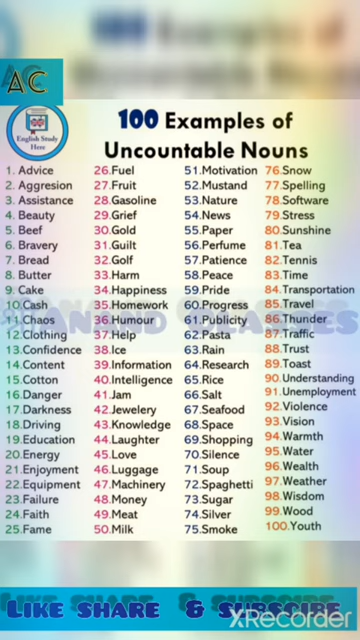 AC
English Study
Here
100 Examples of
Uncountable Nouns
1. Advice
2. Aggresion
3. Assistance
4. Beauty
5. Beef
6. Bravery
7. Bread
8. Butter
9. Cake
10.Cash
11.Chaos
12.Clothing
13.Confidence
14.Content
15.Cotton
16.Danger
17.Darkness
18.Driving
19.Education
20.Energy
21.Enjoyment
22.Equipment
23.Failure
24.Faith
25.Fame
26.Fuel
27.Fruit
28.Gasoline
29.Grief
30.Gold
31.Guilt
32.Golf
33.Harm
34.Happiness
35.Homework
36.Humour
37.Help
38.Ice
39.Information
40.Intelligence
41.Jam
42.Jewelery
43.Knowledge
44.Laughter
45.Love
46.Luggage
47.Machinery
48.Money
49.Meat
50.Milk
51.Motivation
52.Mustand
53.Nature
54.News
55.Paper
56.Perfume
57.Patience
58.Peace
59.Pride
60.Progress
61.Publicity
62.Pasta
63.Rain
64.Research
65.Rice
66.Salt
67.Seafood
68.Space
69.Shopping
70.Silence
71.Soup
72.Spaghetti
73.Sugar
74.Silver
75.Smoke
76.Snow
77.Spelling
78.Software
79.Stress
80.Sunshine
81.Tea
82.Tennis
83.Time
84.Transportation
85.Travel
86.Thunder
87.Traffic
88.Trust
89.Toast
90.Understanding
91.Unemployment
92.Violence
93.Vision
94.Warmth
95.Water
96.Wealth
97.Weather
98.Wisdom
99.Wood
100.Youth
Anand Classes
Like share & subscribe
XRecorder